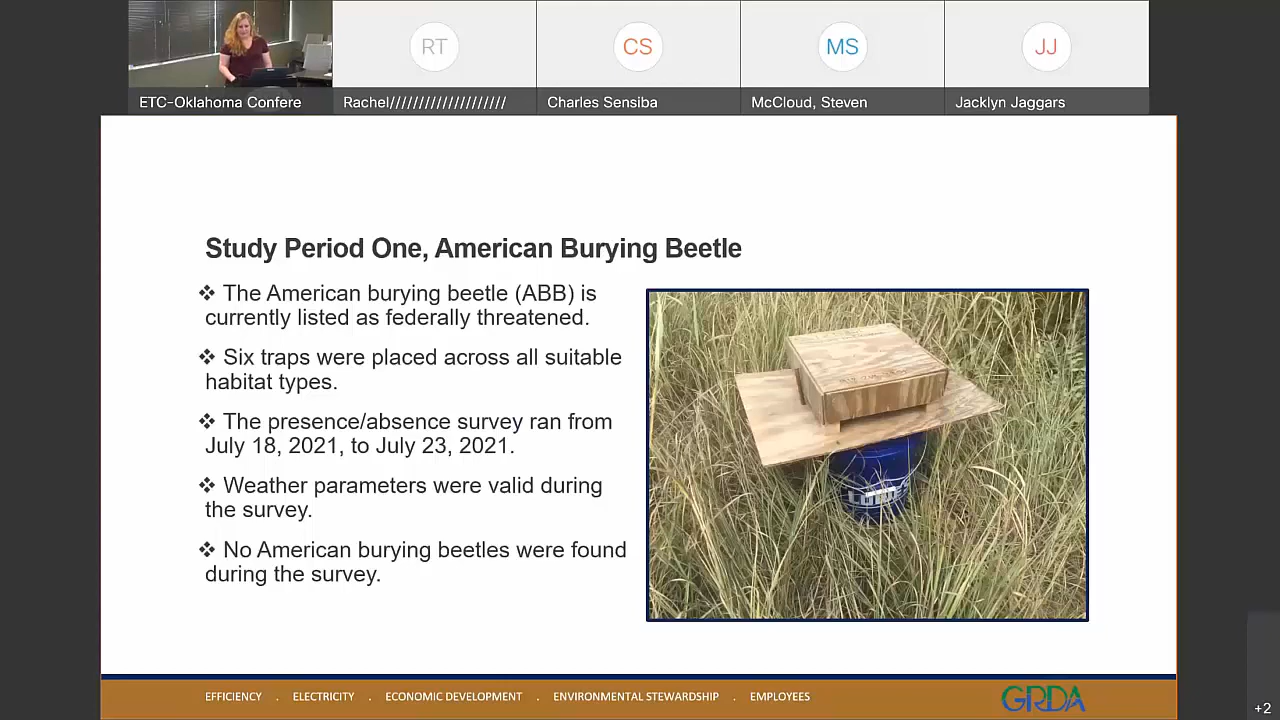 RT
CS
MS
JJ
ETC-Oklahoma Confere
Rachel////////////////////
Charles Sensiba
McCloud, Steven
Jacklyn Jaggars
Study Period One, American Burying Beetle
❖ The American burying beetle (ABB) is
currently listed as federally threatened.
❖ Six traps were placed across all suitable
habitat types.
❖ The presence/absence survey ran from
July 18, 2021, to July 23, 2021.
❖ Weather parameters were valid during
the survey.
❖ No American burying beetles were found
during the survey.
EFFICIENCY . ELECTRICITY . ECONOMIC DEVELOPMENT . ENVIRONMENTAL STEWARDSHIP . EMPLOYEES
GRDA
+2